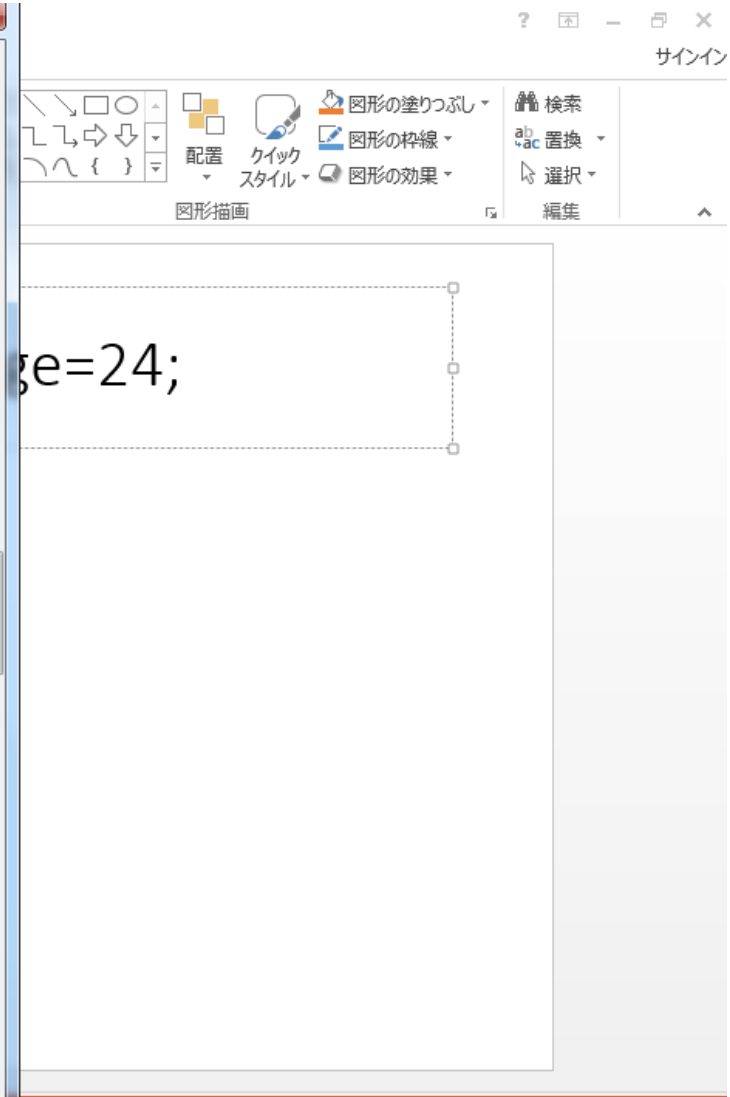 ?
サインイン
配置
クイック
スタイル
図形の塗りつぶし
図形の枠線
図形の効果
図形描画
検索
ab
ac 置換
選択
編集
ge=24;